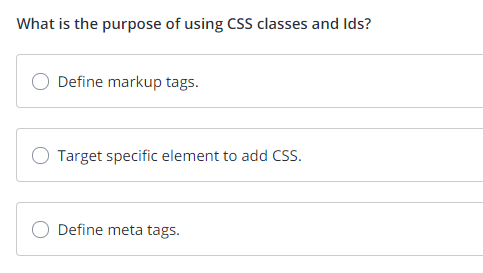 What is the purpose of using CSS classes and Ids?
Define markup tags.
Target specific element to add CSS.
Define meta tags.